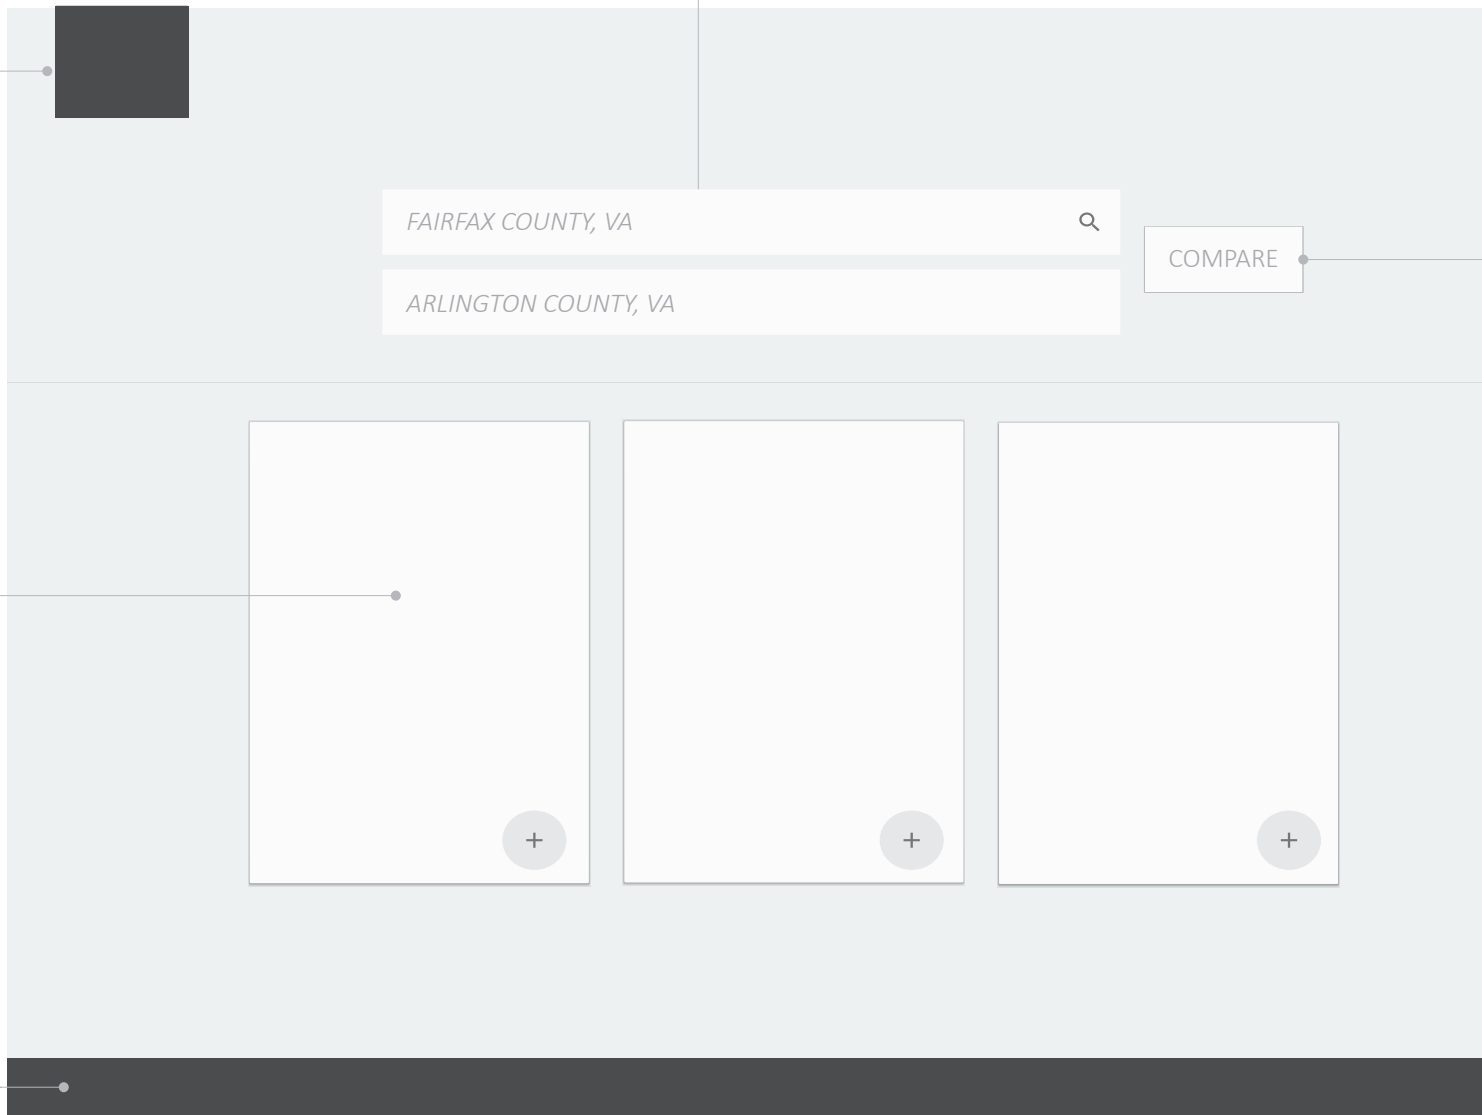 FAIRFAX COUNTY, VA
COMPARE
ARLINGTON COUNTY, VA
+
+
+